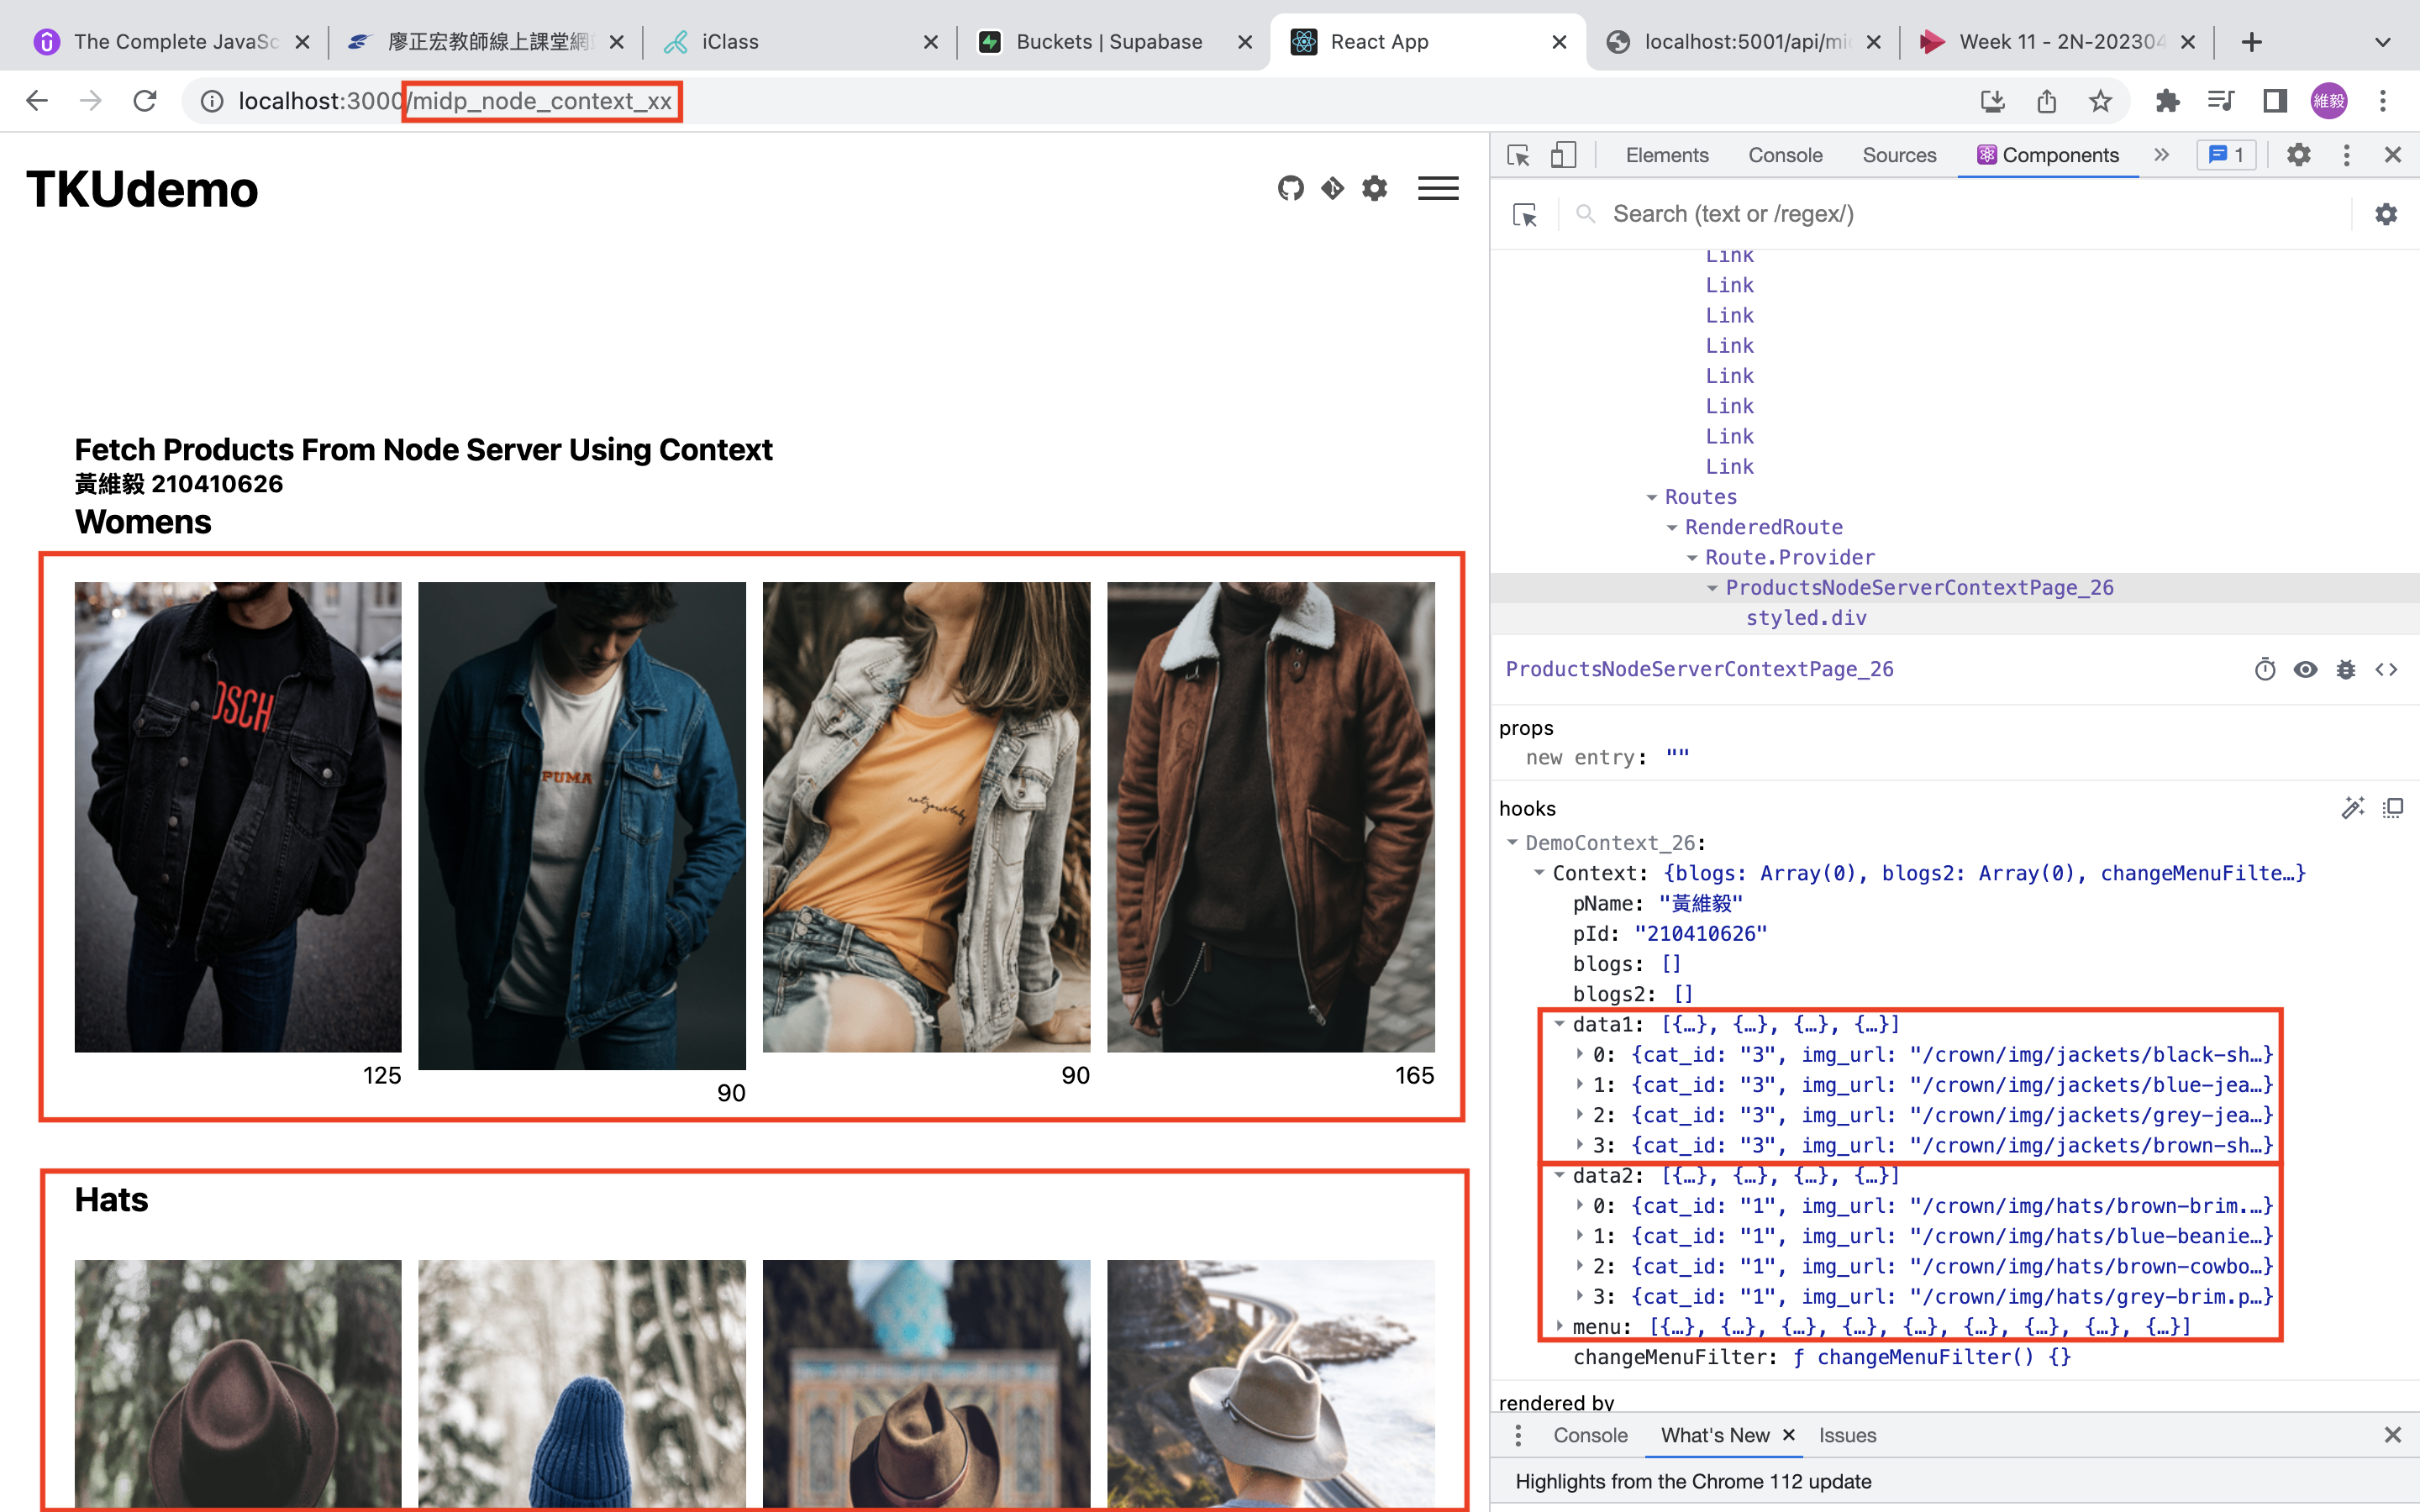 The Complete JavaSc
廖正宏教師線上課堂網
iClass
Buckets | Supabase
React App
localhost:5001/api/mi
Week 11 - 2N-202304
localhost:3000/midp_node_context_xx
維毅
TKUdemo
Fetch Products From Node Server Using Context
黃維毅 210410626
Womens
OSCH
PUMA
notyourbaby
125
90
90
165
Hats
Elements
Console
Sources
Components
1
Search (text or /regex/)
Link
Link
Link
Link
Link
Link
Link
Link
Routes
RenderedRoute
Route.Provider
ProductsNodeServerContextPage_26
styled.div
ProductsNodeServerContextPage_26
props
new entry: ""
hooks
DemoContext_26:
Context: {blogs: Array(0), blogs2: Array(0), changeMenuFilte…}
pName: "黃維毅"
pId: "210410626"
blogs: []
blogs2: []
data1: [{…}, {…}, {…}, {…}]
0: {cat_id: "3", img_url: "/crown/img/jackets/black-sh…}
1: {cat_id: "3", img_url: "/crown/img/jackets/blue-jea…}
2: {cat_id: "3", img_url: "/crown/img/jackets/grey-jea…}
3: {cat_id: "3", img_url: "/crown/img/jackets/brown-sh…}
data2: [{…}, {…}, {…}, {…}]
0: {cat_id: "1", img_url: "/crown/img/hats/brown-brim.…}
1: {cat_id: "1", img_url: "/crown/img/hats/blue-beanie…}
2: {cat_id: "1", img_url: "/crown/img/hats/brown-cowbo…}
3: {cat_id: "1", img_url: "/crown/img/hats/grey-brim.p…}
menu: [{…}, {…}, {…}, {…}, {…}, {…}, {…}, {…}, {…}]
changeMenuFilter: ƒ changeMenuFilter() {}
rendered by
Console
What's New
Issues
Highlights from the Chrome 112 update